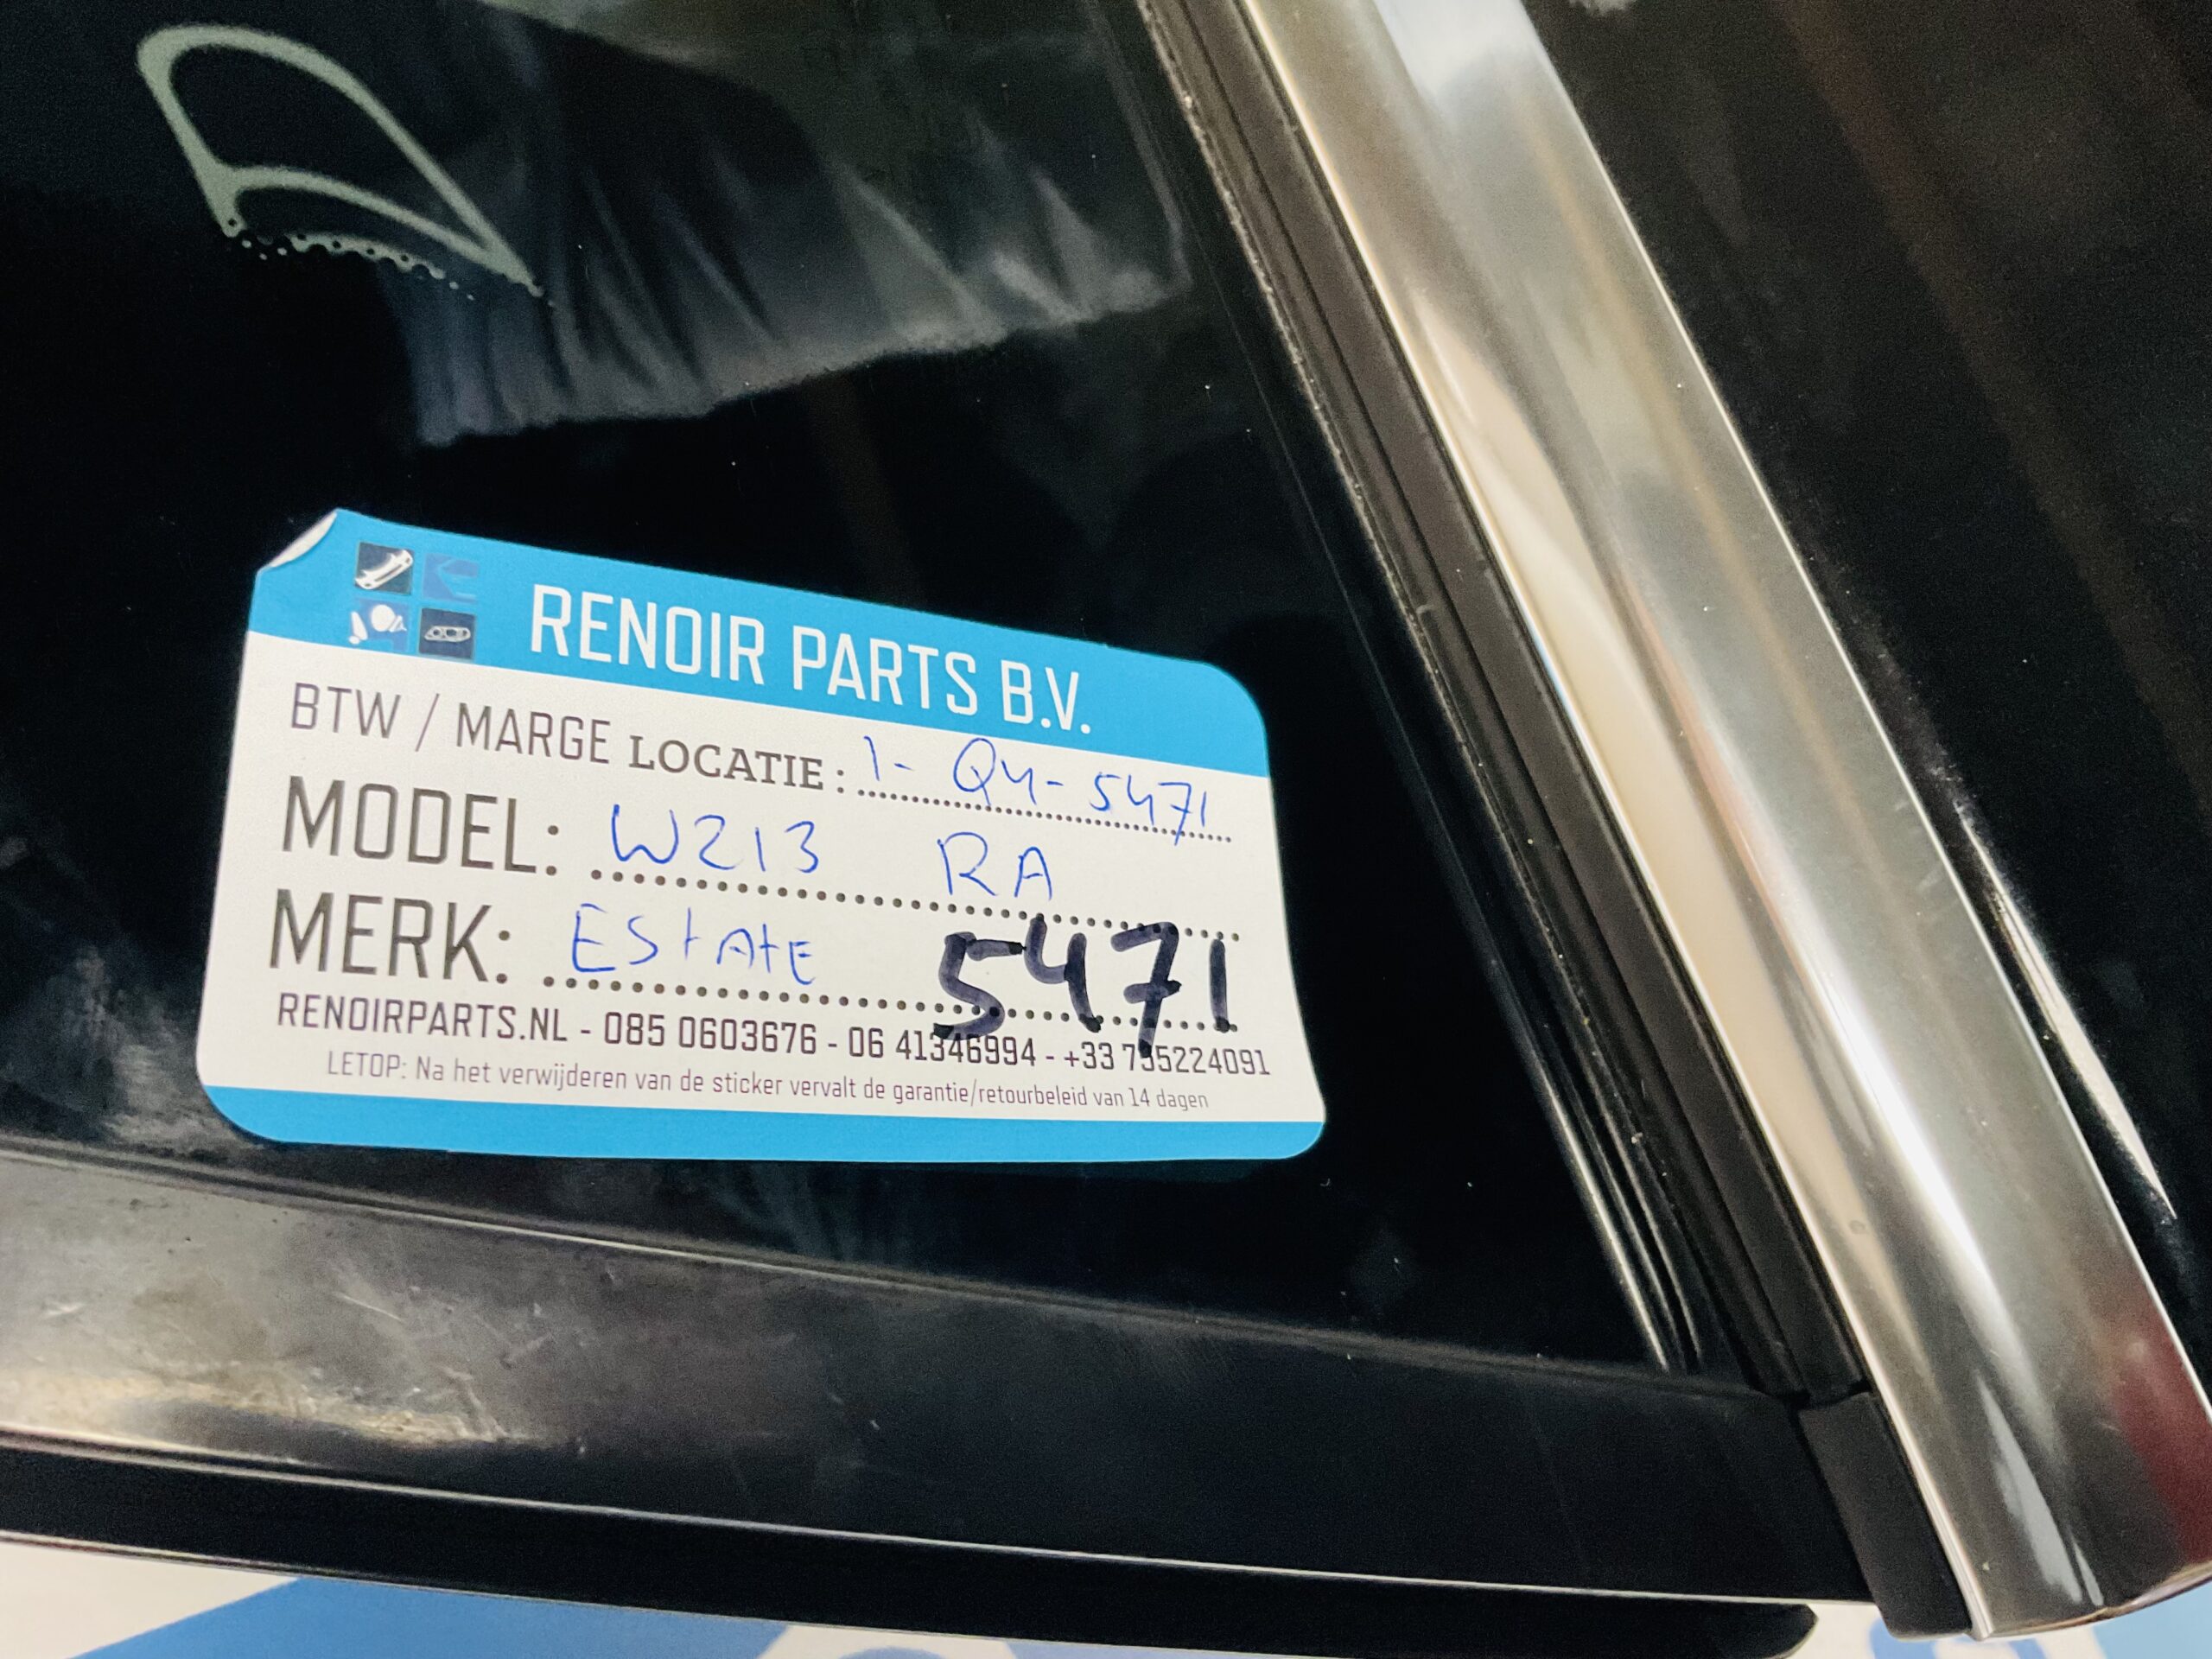 RENOIR PARTS B.V.
BTW / MARGE LOCATIE: 1- Q4-5471
MODEL: W213 RA
MERK: EStAtE 5471
RENOIRPARTS.NL - 085 0603676 - 06 41346994 - +33 795224091
LETOP: Na het verwijderen van de sticker vervalt de garantie/retourbeleid van 14 dagen